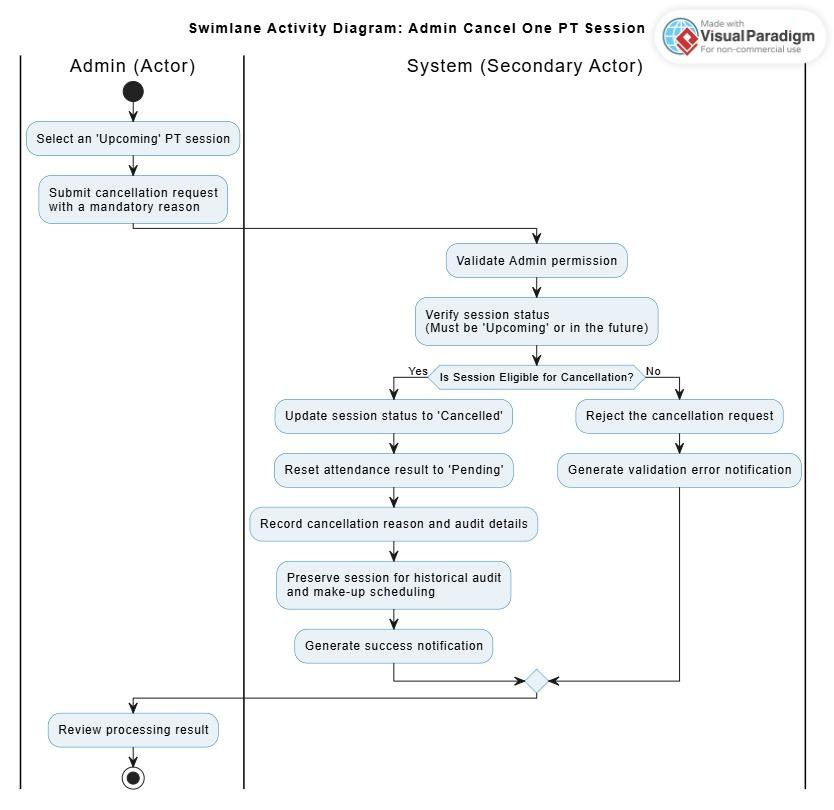 Swimlane Activity Diagram: Admin Cancel One PT Session
Made with
VisualParadigm
For non-commercial use
Admin (Actor)
System (Secondary Actor)
Select an 'Upcoming' PT session
Submit cancellation request
with a mandatory reason
Validate Admin permission
Verify session status
(Must be 'Upcoming' or in the future)
Yes
Is Session Eligible for Cancellation?
No
Update session status to 'Cancelled'
Reject the cancellation request
Reset attendance result to 'Pending'
Generate validation error notification
Record cancellation reason and audit details
Preserve session for historical audit
and make-up scheduling
Generate success notification
Review processing result